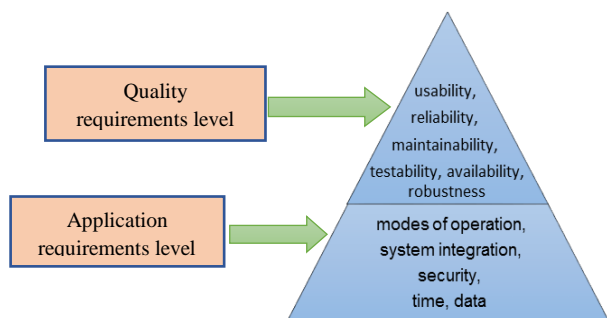 Quality
requirements level
usability,
reliability,
maintainability,
testability, availability,
robustness
Application
requirements level
modes of operation,
system integration,
security,
time, data